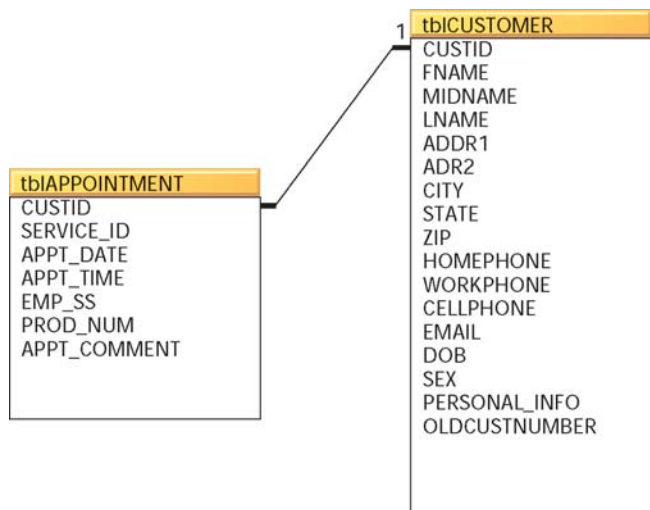 tblAPPOINTMENT
CUSTID
SERVICE_ID
APPT_DATE
APPT_TIME
EMP_SS
PROD_NUM
APPT_COMMENT
1
tblCUSTOMER
CUSTID
FNAME
MIDNAME
LNAME
ADDR1
ADR2
CITY
STATE
ZIP
HOMEPHONE
WORKPHONE
CELLPHONE
EMAIL
DOB
SEX
PERSONAL_INFO
OLDCUSTNUMBER